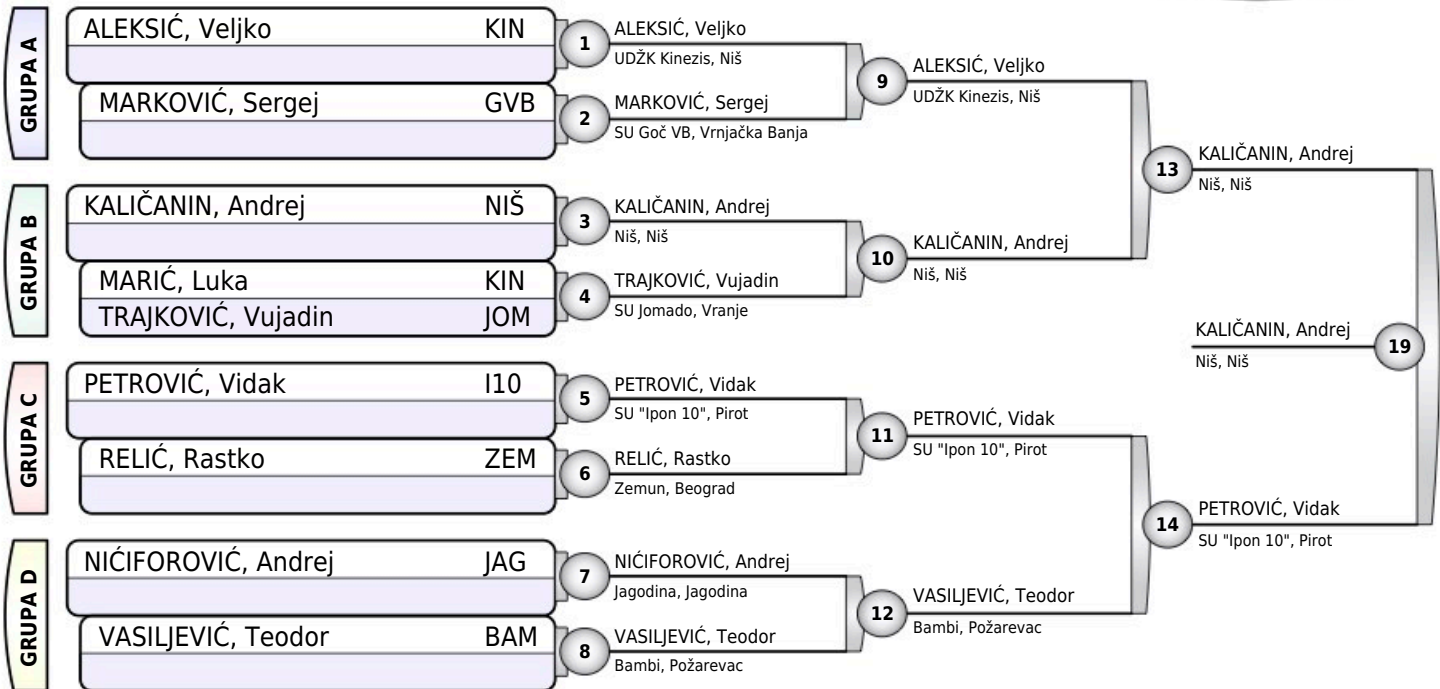 GRUPA A
ALEKSIĆ, Veljko KIN
MARKOVIĆ, Sergej GVB
1
ALEKSIĆ, Veljko
UDŽK Kinezis, Niš
2
MARKOVIĆ, Sergej
SU Goč VB, Vrnjačka Banja
9
ALEKSIĆ, Veljko
UDŽK Kinezis, Niš
GRUPA B
KALIČANIN, Andrej NIŠ
MARIĆ, Luka KIN
TRAJKOVIĆ, Vujadin JOM
3
KALIČANIN, Andrej
Niš, Niš
4
TRAJKOVIĆ, Vujadin
SU Jomado, Vranje
10
KALIČANIN, Andrej
Niš, Niš
13
KALIČANIN, Andrej
Niš, Niš
GRUPA C
PETROVIĆ, Vidak I10
RELIĆ, Rastko ZEM
5
PETROVIĆ, Vidak
SU "Ipon 10", Pirot
6
RELIĆ, Rastko
Zemun, Beograd
11
PETROVIĆ, Vidak
SU "Ipon 10", Pirot
GRUPA D
NIĆIFOROVIĆ, Andrej JAG
VASILJEVIĆ, Teodor BAM
7
NIĆIFOROVIĆ, Andrej
Jagodina, Jagodina
8
VASILJEVIĆ, Teodor
Bambi, Požarevac
12
VASILJEVIĆ, Teodor
Bambi, Požarevac
14
PETROVIĆ, Vidak
SU "Ipon 10", Pirot
KALIČANIN, Andrej
Niš, Niš
19